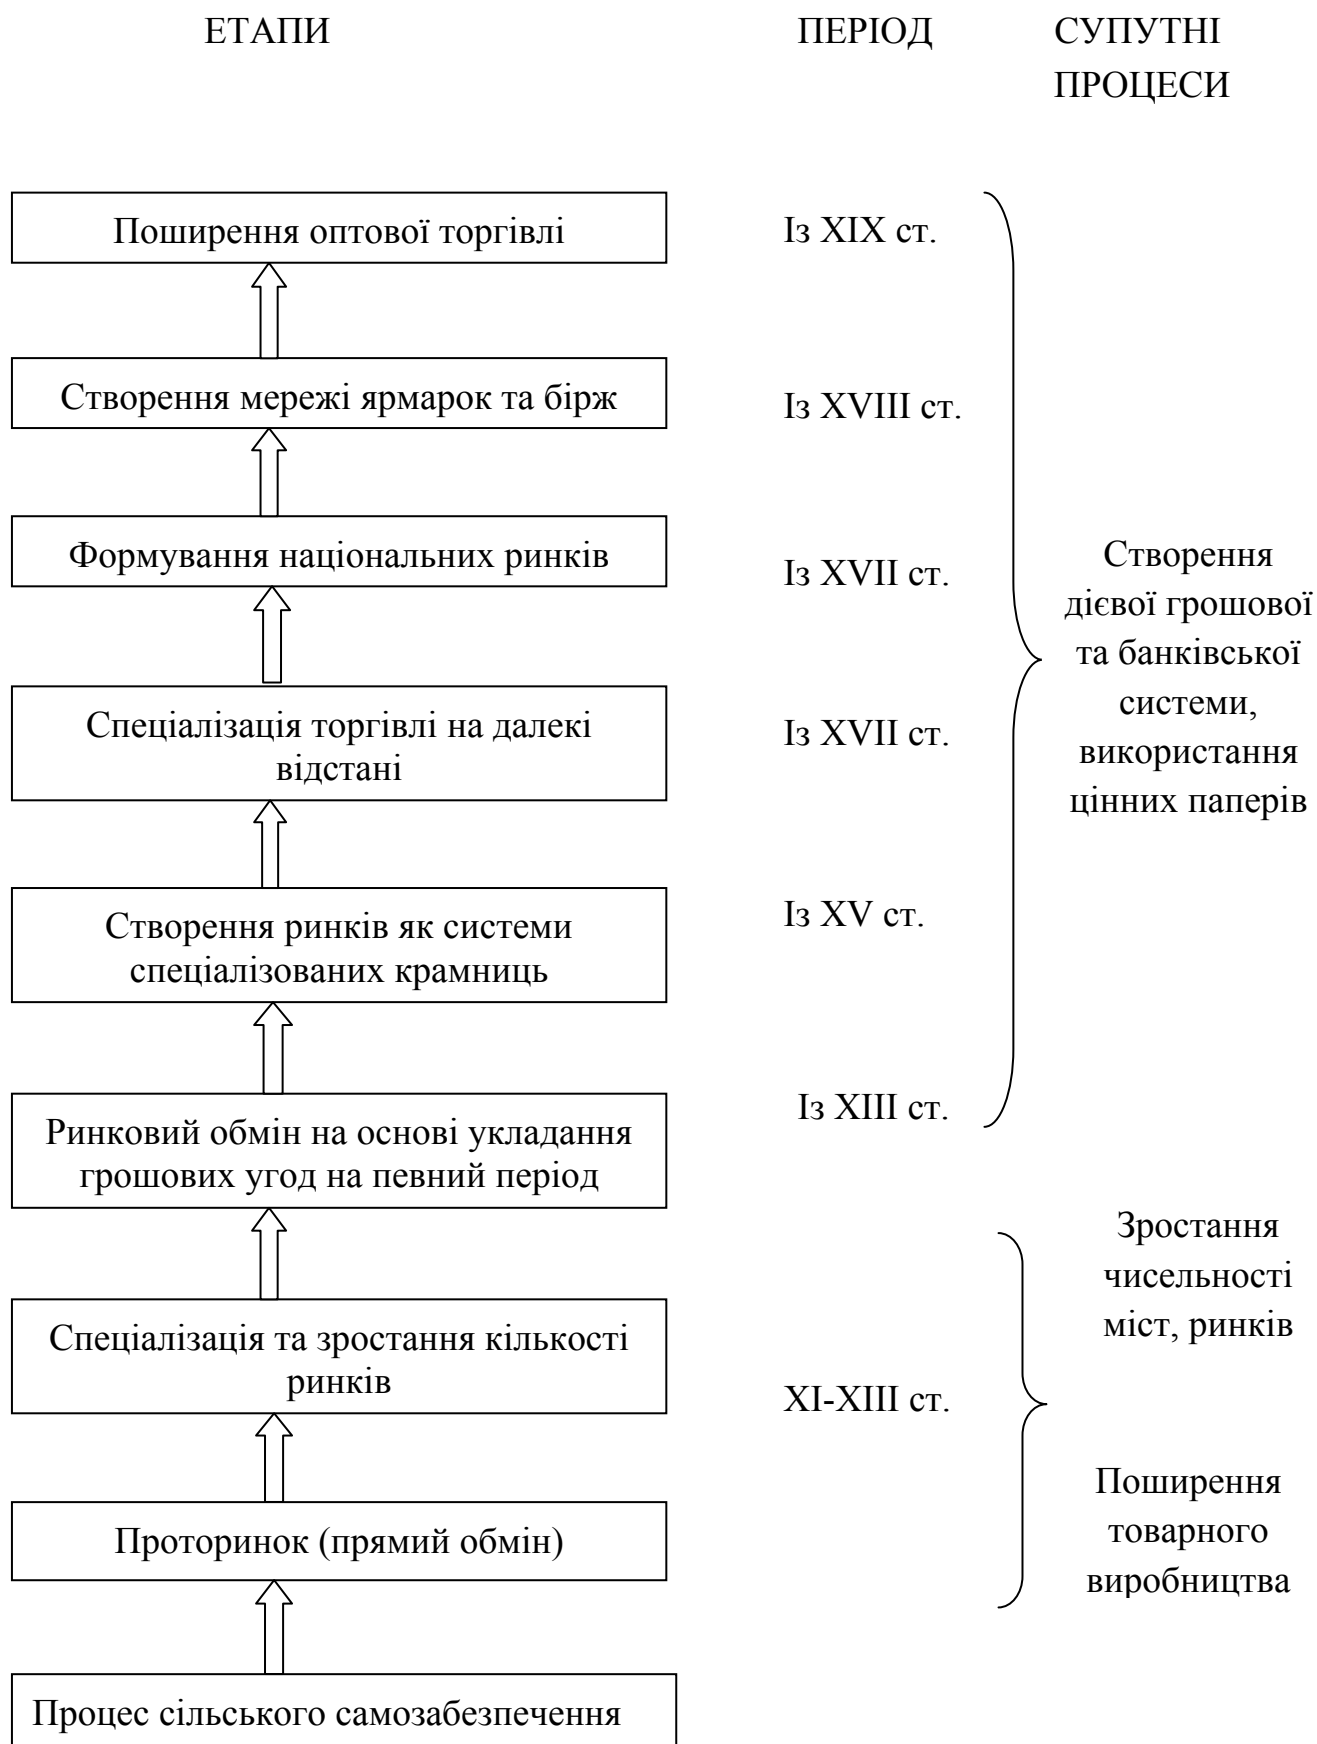 ЕТАПИ
ПЕРІОД
СУПУТНІ
ПРОЦЕСИ
Поширення оптової торгівлі
Із XIX ст.
Створення мережі ярмарок та бірж
Із XVIII ст.
Формування національних ринків
Із XVII ст.
Спеціалізація торгівлі на далекі
відстані
Із XVII ст.
Створення ринків як системи
спеціалізованих крамниць
Із XV ст.
Ринковий обмін на основі укладання
грошових угод на певний період
Із XIII ст.
Створення
дієвої грошової
та банківської
системи,
використання
цінних паперів
Спеціалізація та зростання кількості
ринків
XI-XIII ст.
Проторинок (прямий обмін)
Процес сільського самозабезпечення
Зростання
чисельності
міст, ринків
Поширення
товарного
виробництва